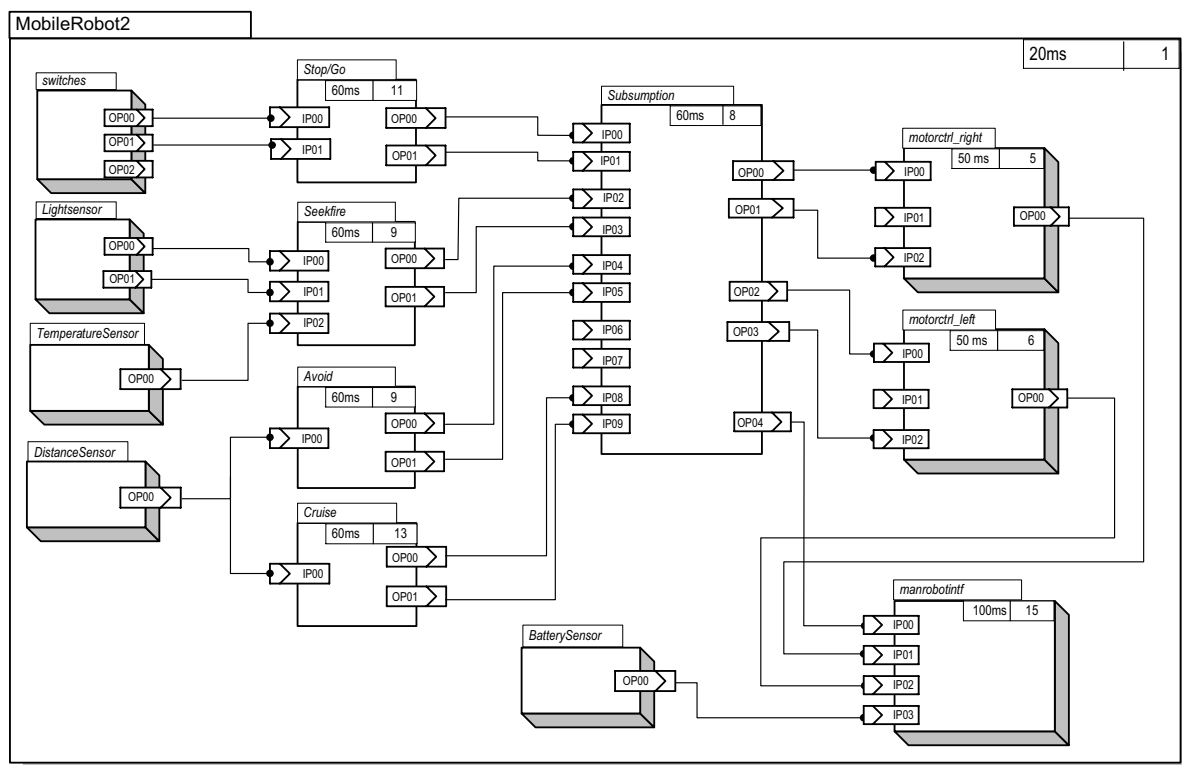 MobileRobot2
20ms 1
switches
OP00
OP01
OP02
Lightsensor
OP00
OP01
TemperatureSensor
OP00
DistanceSensor
OP00
Stop/Go
60ms 11
IP00 OP00
IP01 OP01
Seekfire
60ms 9
IP00 OP00
IP01 OP01
IP02
Avoid
60ms 9
IP00 OP00
OP01
Cruise
60ms 13
IP00 OP00
OP01
Subsumption
60ms 8
IP00
IP01
IP02
IP03
IP04
IP05
IP06
IP07
IP08
IP09
OP00
OP01
OP02
OP03
OP04
motorctrl_right
50 ms 5
IP00
IP01 OP00
IP02
motorctrl_left
50 ms 6
IP00
IP01 OP00
IP02
BatterySensor
OP00
manrobotintf
100ms 15
IP00
IP01
IP02
IP03